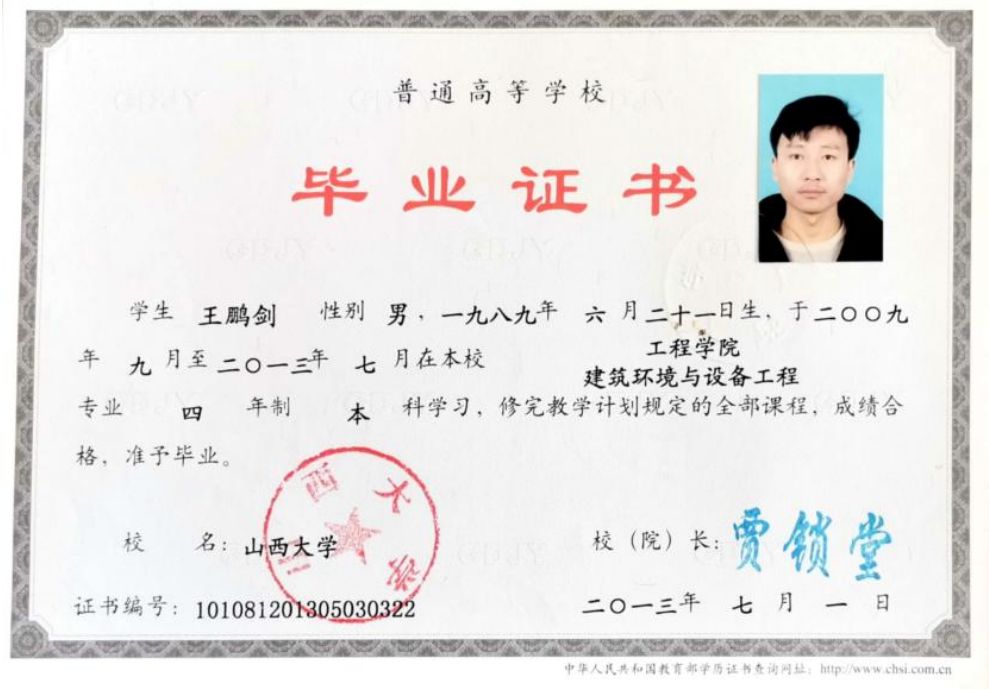 普通高等学校
毕业证书
学生 王鹏剑 性别 男，一九八九年 六 月二十一日生，于二〇〇九
年 九 月至二〇一三年 七 月在本校 工程学院
建筑环境与设备工程
专业 四 年制 本 科学习，修完教学计划规定的全部课程，成绩合
格，准予毕业。
山西大学
校 名：山西大学
校（院）长：贾锁堂
证书编号：101081201305030322
二〇一三年 七 月 一 日
中华人民共和国教育部学历证书查询网址：http://www.chsi.com.cn